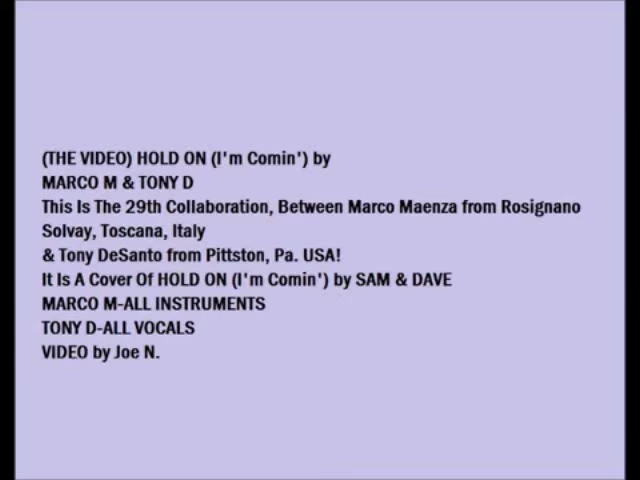 (THE VIDEO) HOLD ON (I'm Comin') by
MARCO M & TONY D
This Is The 29th Collaboration, Between Marco Maenza from Rosignano
Solvay, Toscana, Italy
& Tony DeSanto from Pittston, Pa. USA!
It Is A Cover Of HOLD ON (I'm Comin') by SAM & DAVE
MARCO M-ALL INSTRUMENTS
TONY D-ALL VOCALS
VIDEO by Joe N.